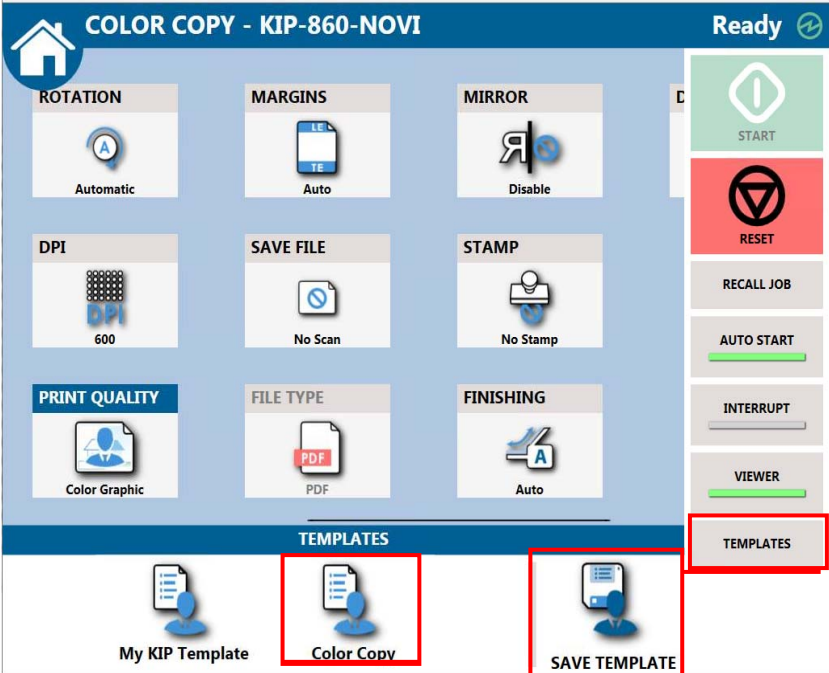 COLOR COPY - KIP-860-NOVI
Ready
ROTATION
A
Automatic
MARGINS
LE
TE
Auto
MIRROR
R
Disable
D
START
RESET
DPI
DPI
600
SAVE FILE
No Scan
STAMP
No Stamp
RECALL JOB
AUTO START
PRINT QUALITY
Color Graphic
FILE TYPE
PDF
PDF
FINISHING
A
Auto
INTERRUPT
VIEWER
TEMPLATES
TEMPLATES
My KIP Template
Color Copy
SAVE TEMPLATE